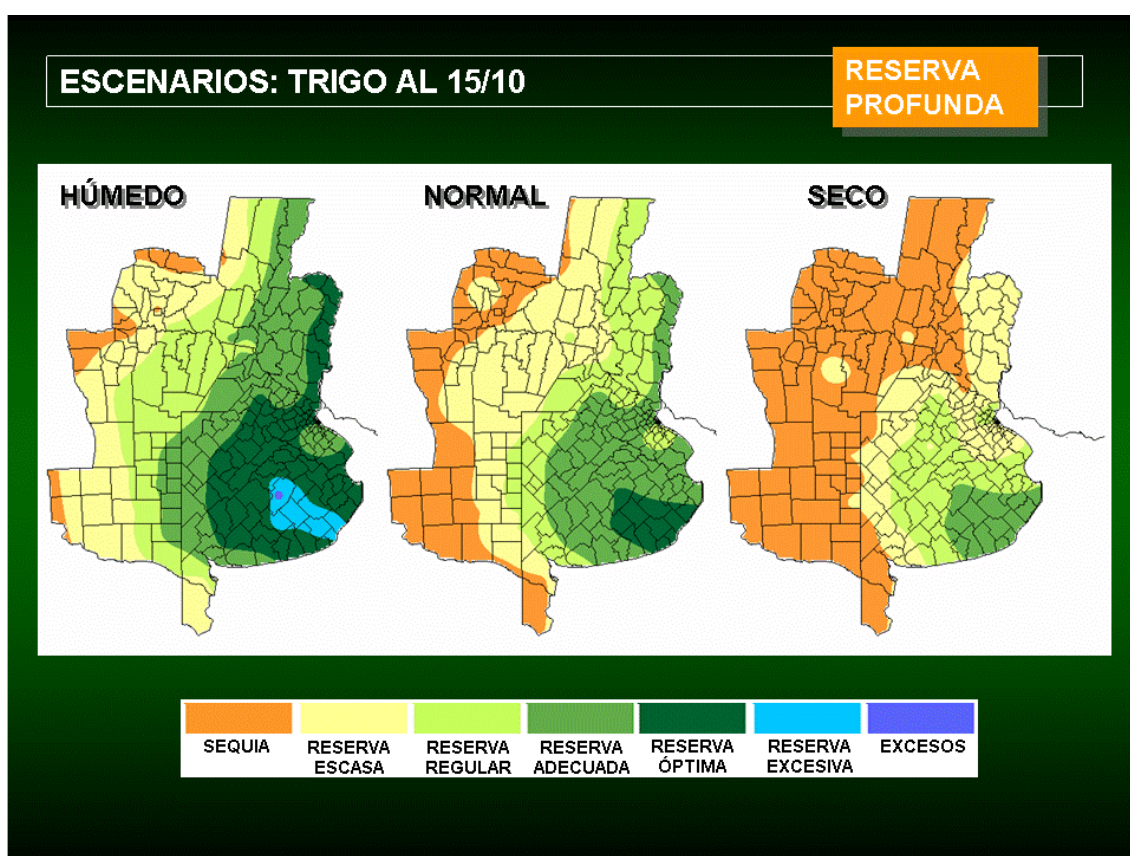 ESCENARIOS: TRIGO AL 15/10
RESERVA
PROFUNDA
HÚMEDO
NORMAL
SECO
SEQUIA
RESERVA
ESCASA
RESERVA
REGULAR
RESERVA
ADECUADA
RESERVA
ÓPTIMA
RESERVA
EXCESIVA
EXCESOS